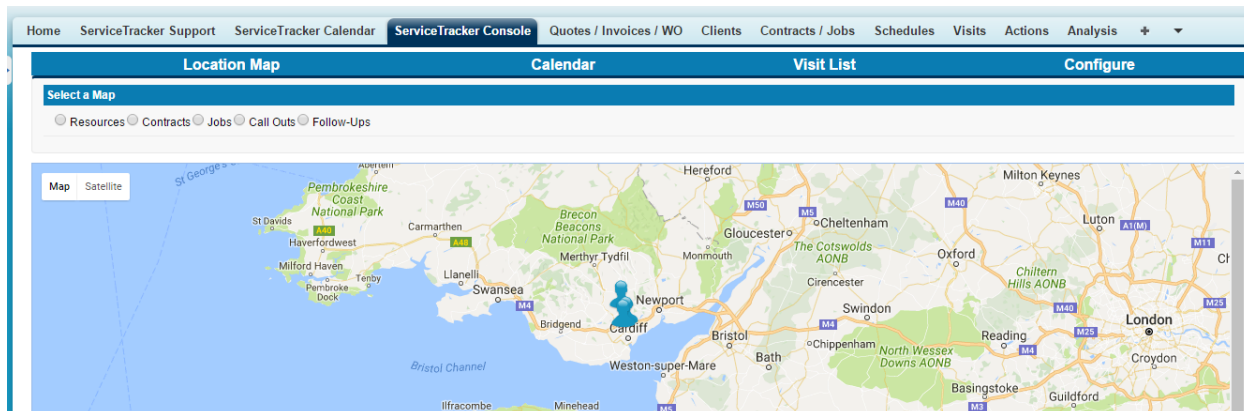 Home ServiceTracker Support ServiceTracker Calendar ServiceTracker Console Quotes / Invoices / WO Clients Contracts / Jobs Schedules Visits Actions Analysis +
Location Map Calendar Visit List Configure
Select a Map
Resources Contracts Jobs Call Outs Follow-Ups
Map Satellite
St George's
Hereford
Milton Keynes
Pembrokeshire
Coast
National Park
M50
M5
Cheltenham
M40
Luton
A1(M)
St Davids
A40
Carmarthen
Brecon
Beacons
National Park
Gloucester
M11
Haverfordwest
A48
Merthyr Tydfil
Monmouth
The Cotswolds
AONB
Oxford
Milford Haven
Tenby
Llanelli
Cirencester
Chiltern
Hills AONB
Pembroke
Dock
Swansea
M4
Newport
Swindon
M40
M25
Bridgend
Cardiff
Bristol
M4
London
Chippenham
Reading
M4
M25
Bristol Channel
Weston-super-Mare
Bath
North Wessex
Downs AONB
Croydon
Basingstoke
Guildford
Ilfracombe
Minehead
M5
M3